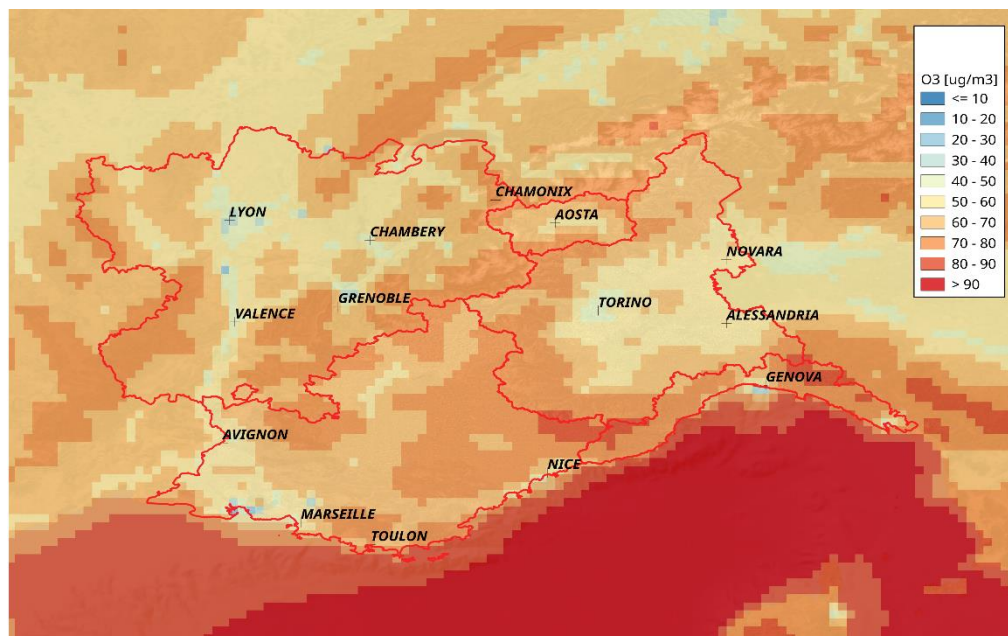 O3 [ug/m3]
<= 10
10 - 20
20 - 30
30 - 40
40 - 50
50 - 60
60 - 70
70 - 80
80 - 90
> 90
CHAMONIX
LYON
AOSTA
CHAMBERY
NOVARA
GRENOBLE
TORINO
VALENCE
ALESSANDRIA
GENOVA
AVIGNON
NICE
MARSEILLE
TOULON